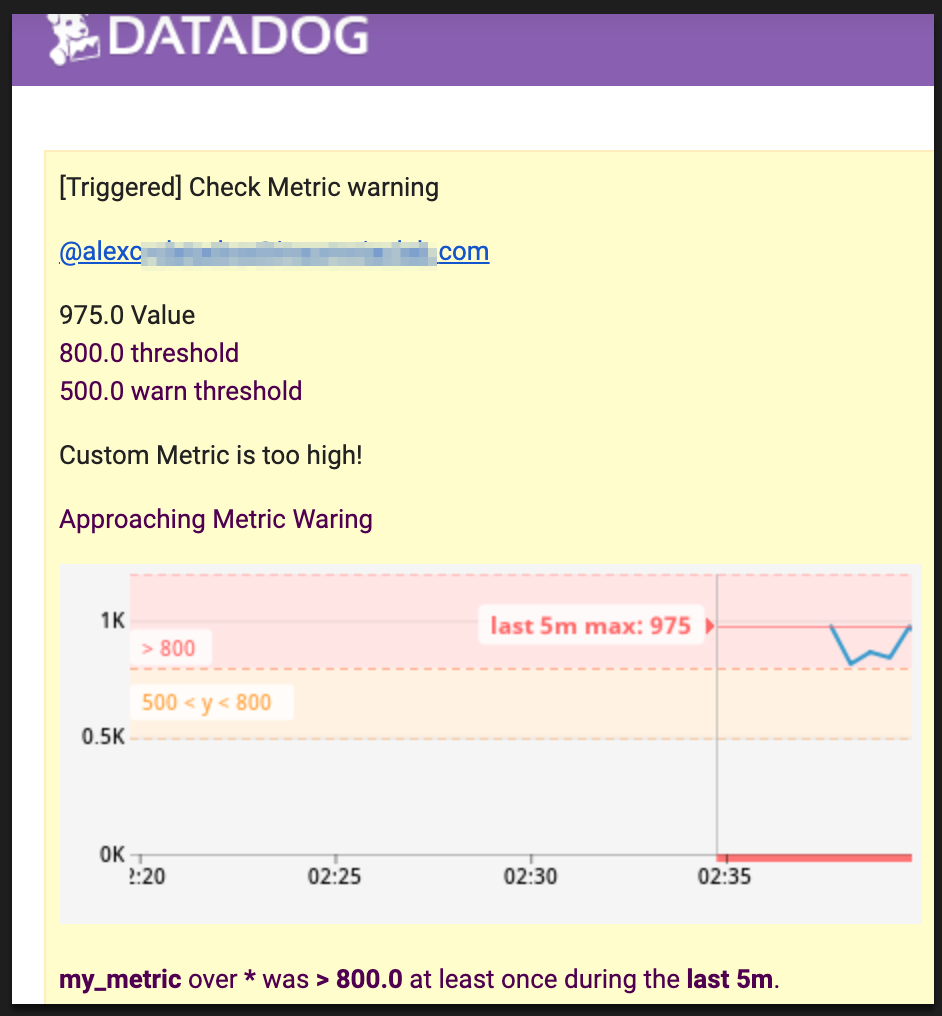 DATADOG
[Triggered] Check Metric warning
@alexc .com
975.0 Value
800.0 threshold
500.0 warn threshold
Custom Metric is too high!
Approaching Metric Waring
1K
last 5m max: 975
> 800
500 < y < 800
0.5K
0K
2:20 02:25 02:30 02:35
my_metric over * was > 800.0 at least once during the last 5m.